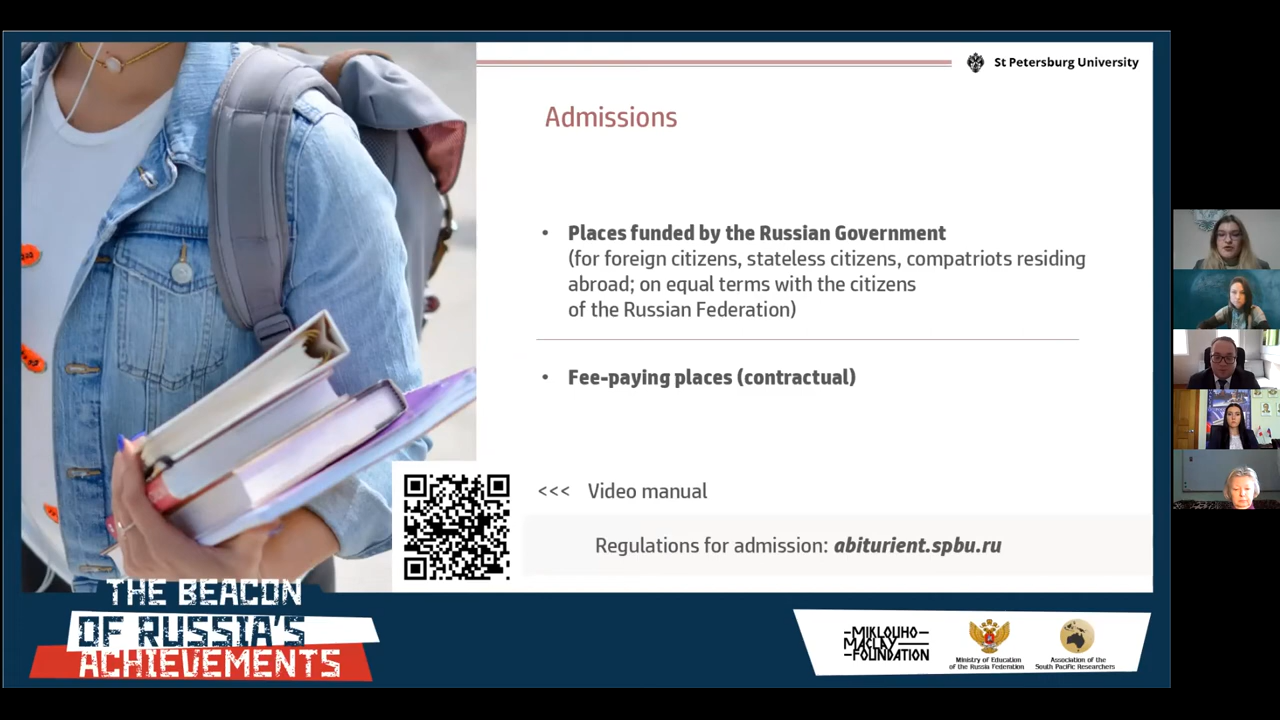 St Petersburg University
Admissions
• Places funded by the Russian Government
(for foreign citizens, stateless citizens, compatriots residing
abroad; on equal terms with the citizens
of the Russian Federation)
• Fee-paying places (contractual)
<<< Video manual
Regulations for admission: abiturient.spbu.ru
THE BEACON
OF RUSSIA'S
ACHIEVEMENTS
MIKLOUHO
MACLAY
FOUNDATION
Ministry of Education
of the Russia Federation
Association of the
South Pacific Researchers